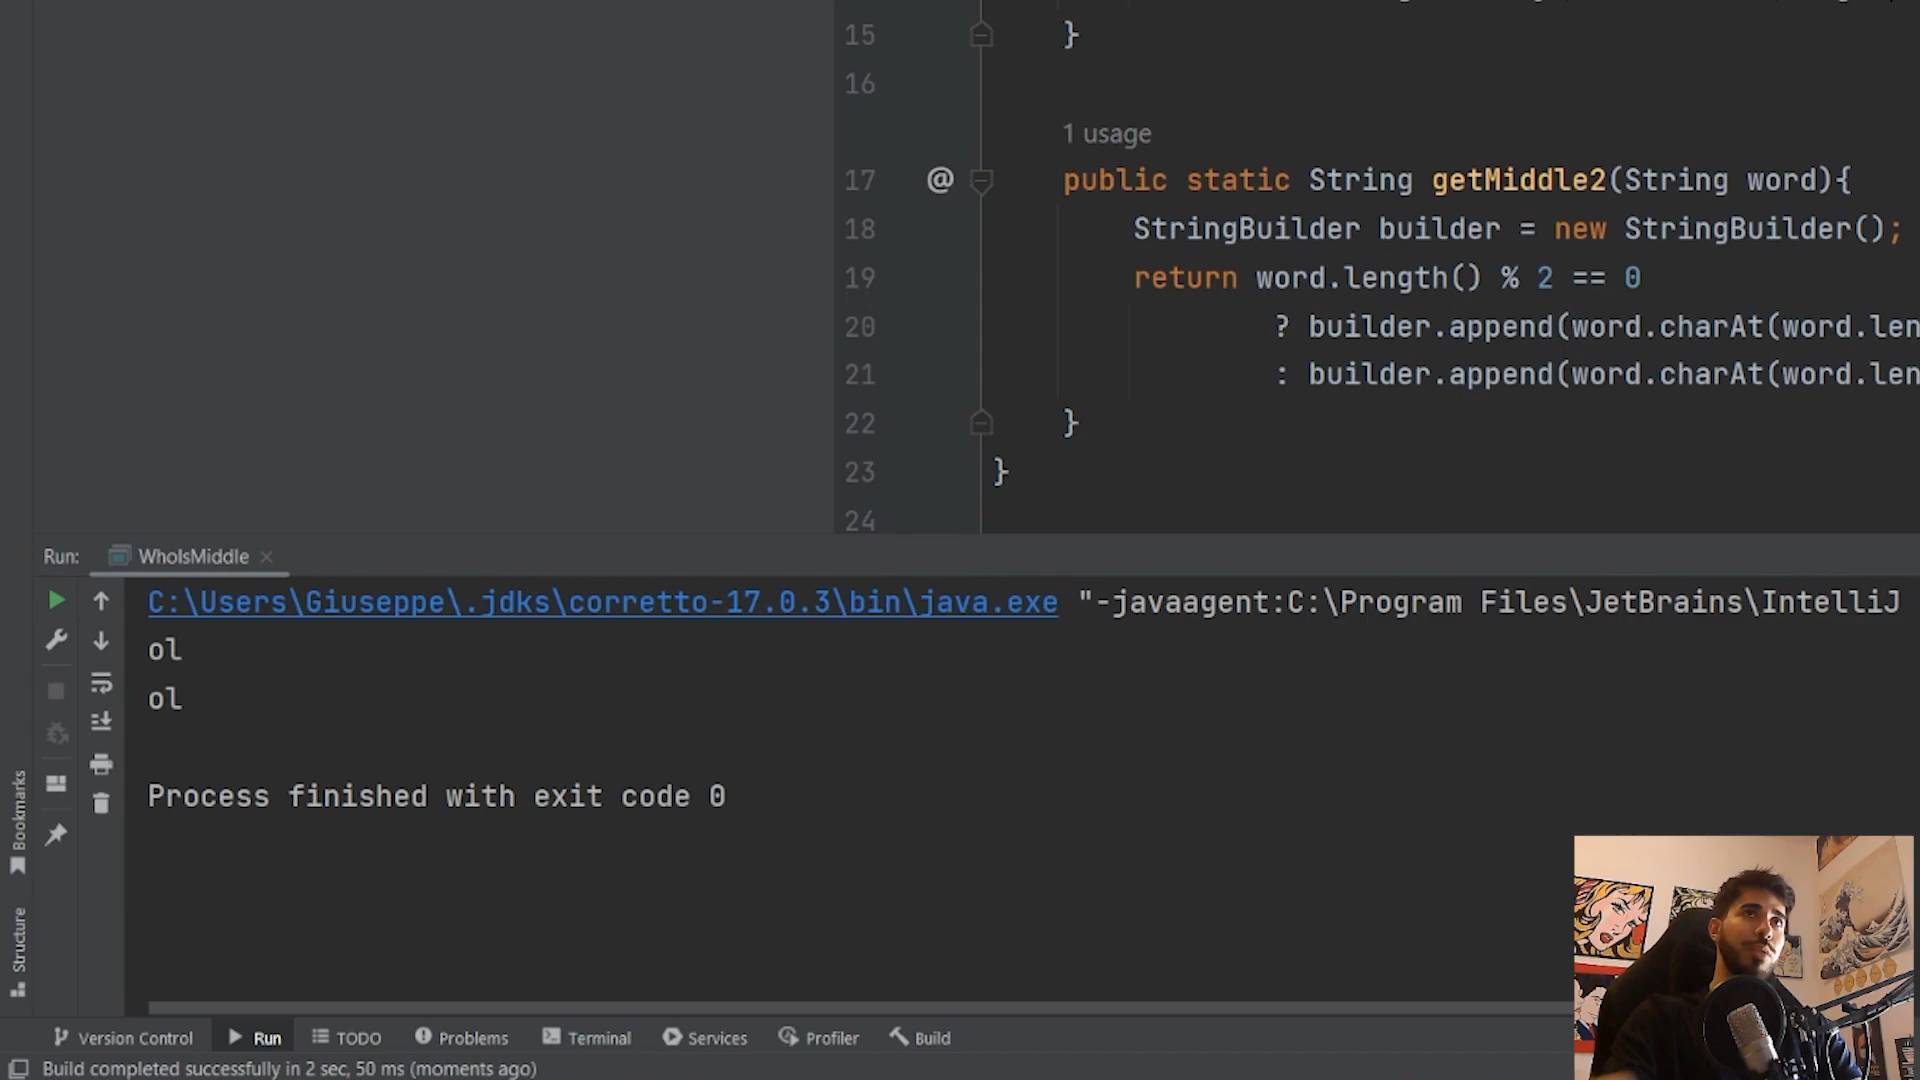 15 }
16
1 usage
17 @ public static String getMiddle2(String word){
18 StringBuilder builder = new StringBuilder();
19 return word.length() % 2 == 0
20 ? builder.append(word.charAt(word.len
21 : builder.append(word.charAt(word.len
22 }
23 }
24
Run: WhoIsMiddle
C:\Users\Giuseppe\.jdks\corretto-17.0.3\bin\java.exe "-javaagent:C:\Program Files\JetBrains\IntelliJ
ol
ol
Process finished with exit code 0
Bookmarks
Structure
Version Control Run TODO Problems Terminal Services Profiler Build
Build completed successfully in 2 sec, 50 ms (moments ago)